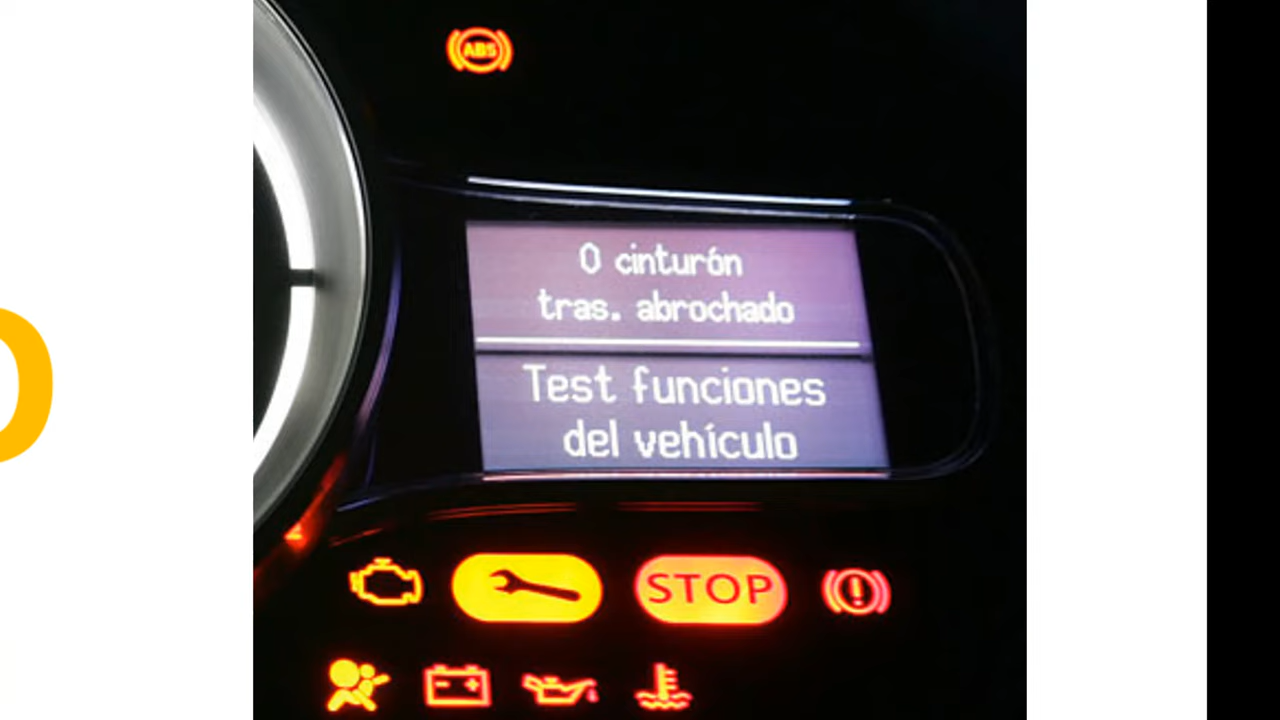 ABS
0 cinturón
tras. abrochado
Test funciones
del vehículo
STOP